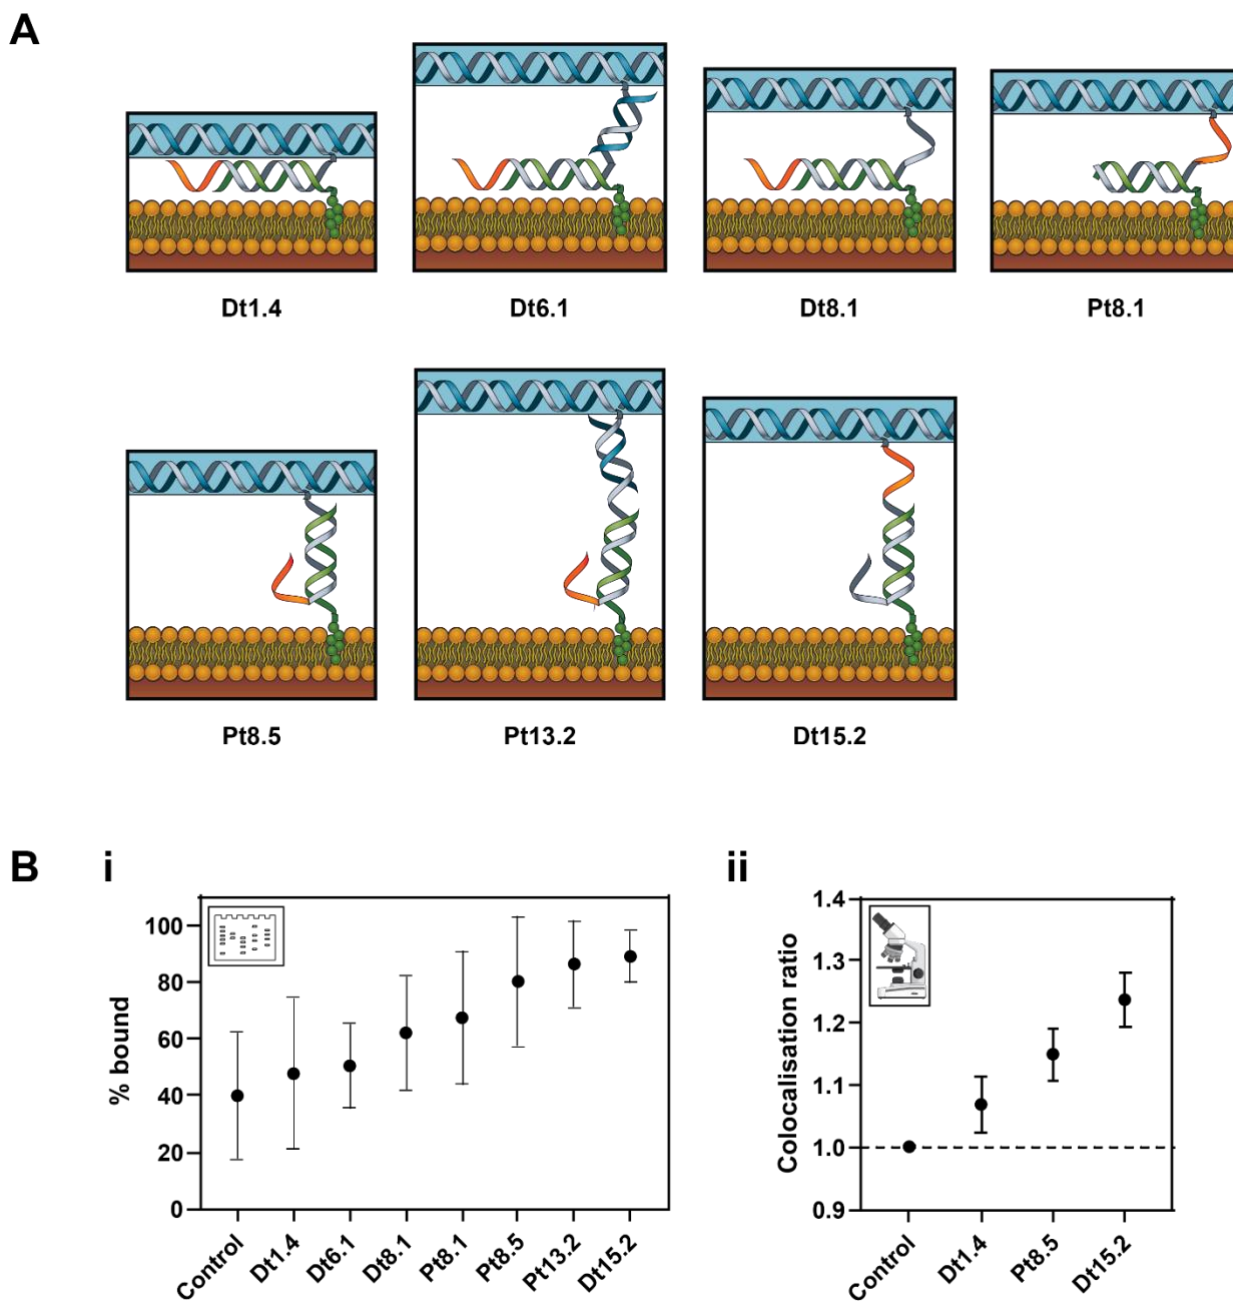 A
Dt1.4
Dt6.1
Dt8.1
Pt8.1
Pt8.5
Pt13.2
Dt15.2
B
i
% bound
100
80
60
40
20
0
Control
Dt1.4
Dt6.1
Dt8.1
Pt8.1
Pt8.5
Pt13.2
Dt15.2
ii
Colocalisation ratio
1.4
1.3
1.2
1.1
1.0
0.9
Control
Dt1.4
Pt8.5
Dt15.2